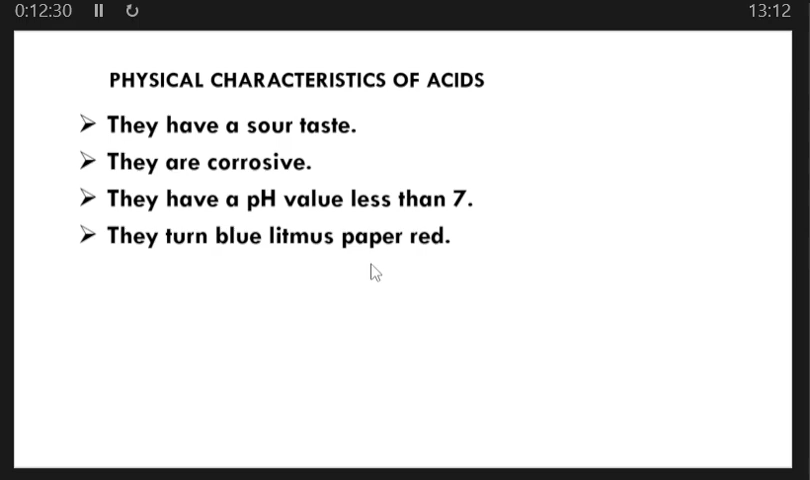 0:12:30 13:12
PHYSICAL CHARACTERISTICS OF ACIDS
➢ They have a sour taste.
➢ They are corrosive.
➢ They have a pH value less than 7.
➢ They turn blue litmus paper red.